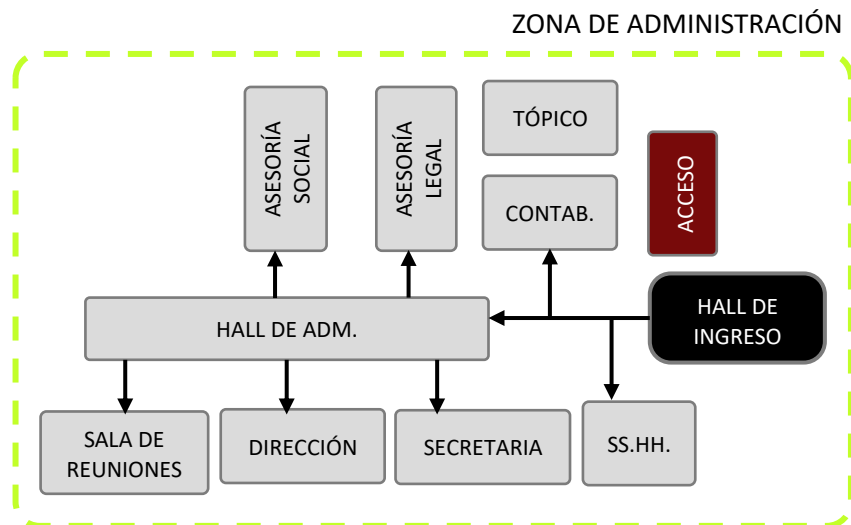 ZONA DE ADMINISTRACIÓN
ASESORÍA
SOCIAL
ASESORÍA
LEGAL
TÓPICO
CONTAB.
ACCESO
HALL DE ADM.
HALL DE
INGRESO
SALA DE
REUNIONES
DIRECCIÓN
SECRETARIA
SS.HH.